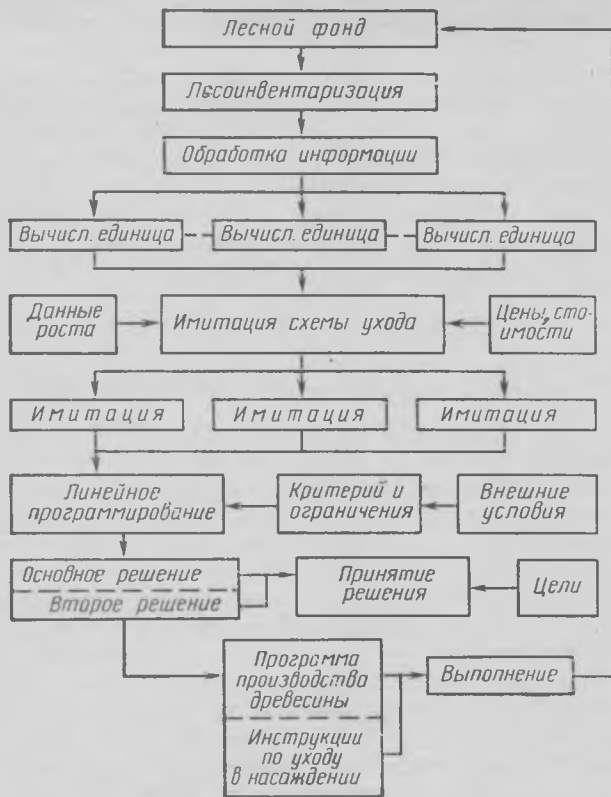 Лесной фонд
Лесоинвентаризация
Обработка информации
Вычисл. единица
Вычисл. единица
Вычисл. единица
Данные
роста
Имитация схемы ухода
Цены, сто-
имости
Имитация
Имитация
Имитация
Линейное
программирование
Критерий и
ограничения
Внешние
условия
Основное решение
Второе решение
Принятие
решения
Цели
Программа
производства
древесины
Инструкции
по уходу
в насаждении
Выполнение